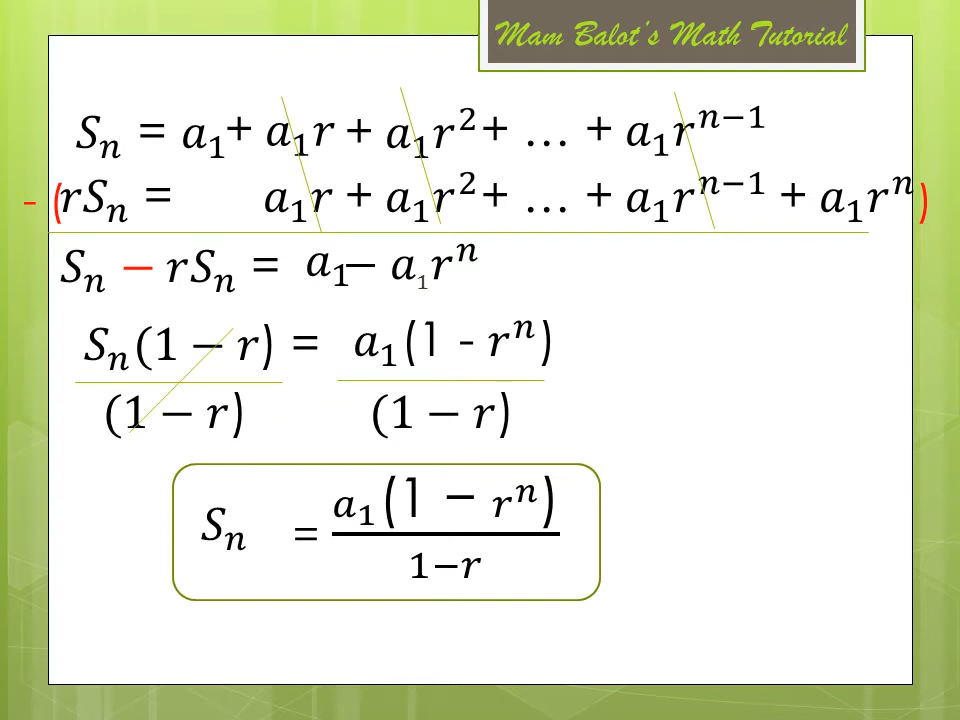 Mam Balot's Math Tutorial
Sₙ = a₁+ a₁r + a₁r²+ … + a₁rⁿ⁻¹
- (rSₙ = a₁r + a₁r²+ … + a₁rⁿ⁻¹ + a₁rⁿ)
Sₙ − rSₙ = a₁− a₁rⁿ
Sₙ(1 − r) = a₁(1 - rⁿ)
(1 − r) (1 − r)
Sₙ = a₁(1 − rⁿ)
1−r